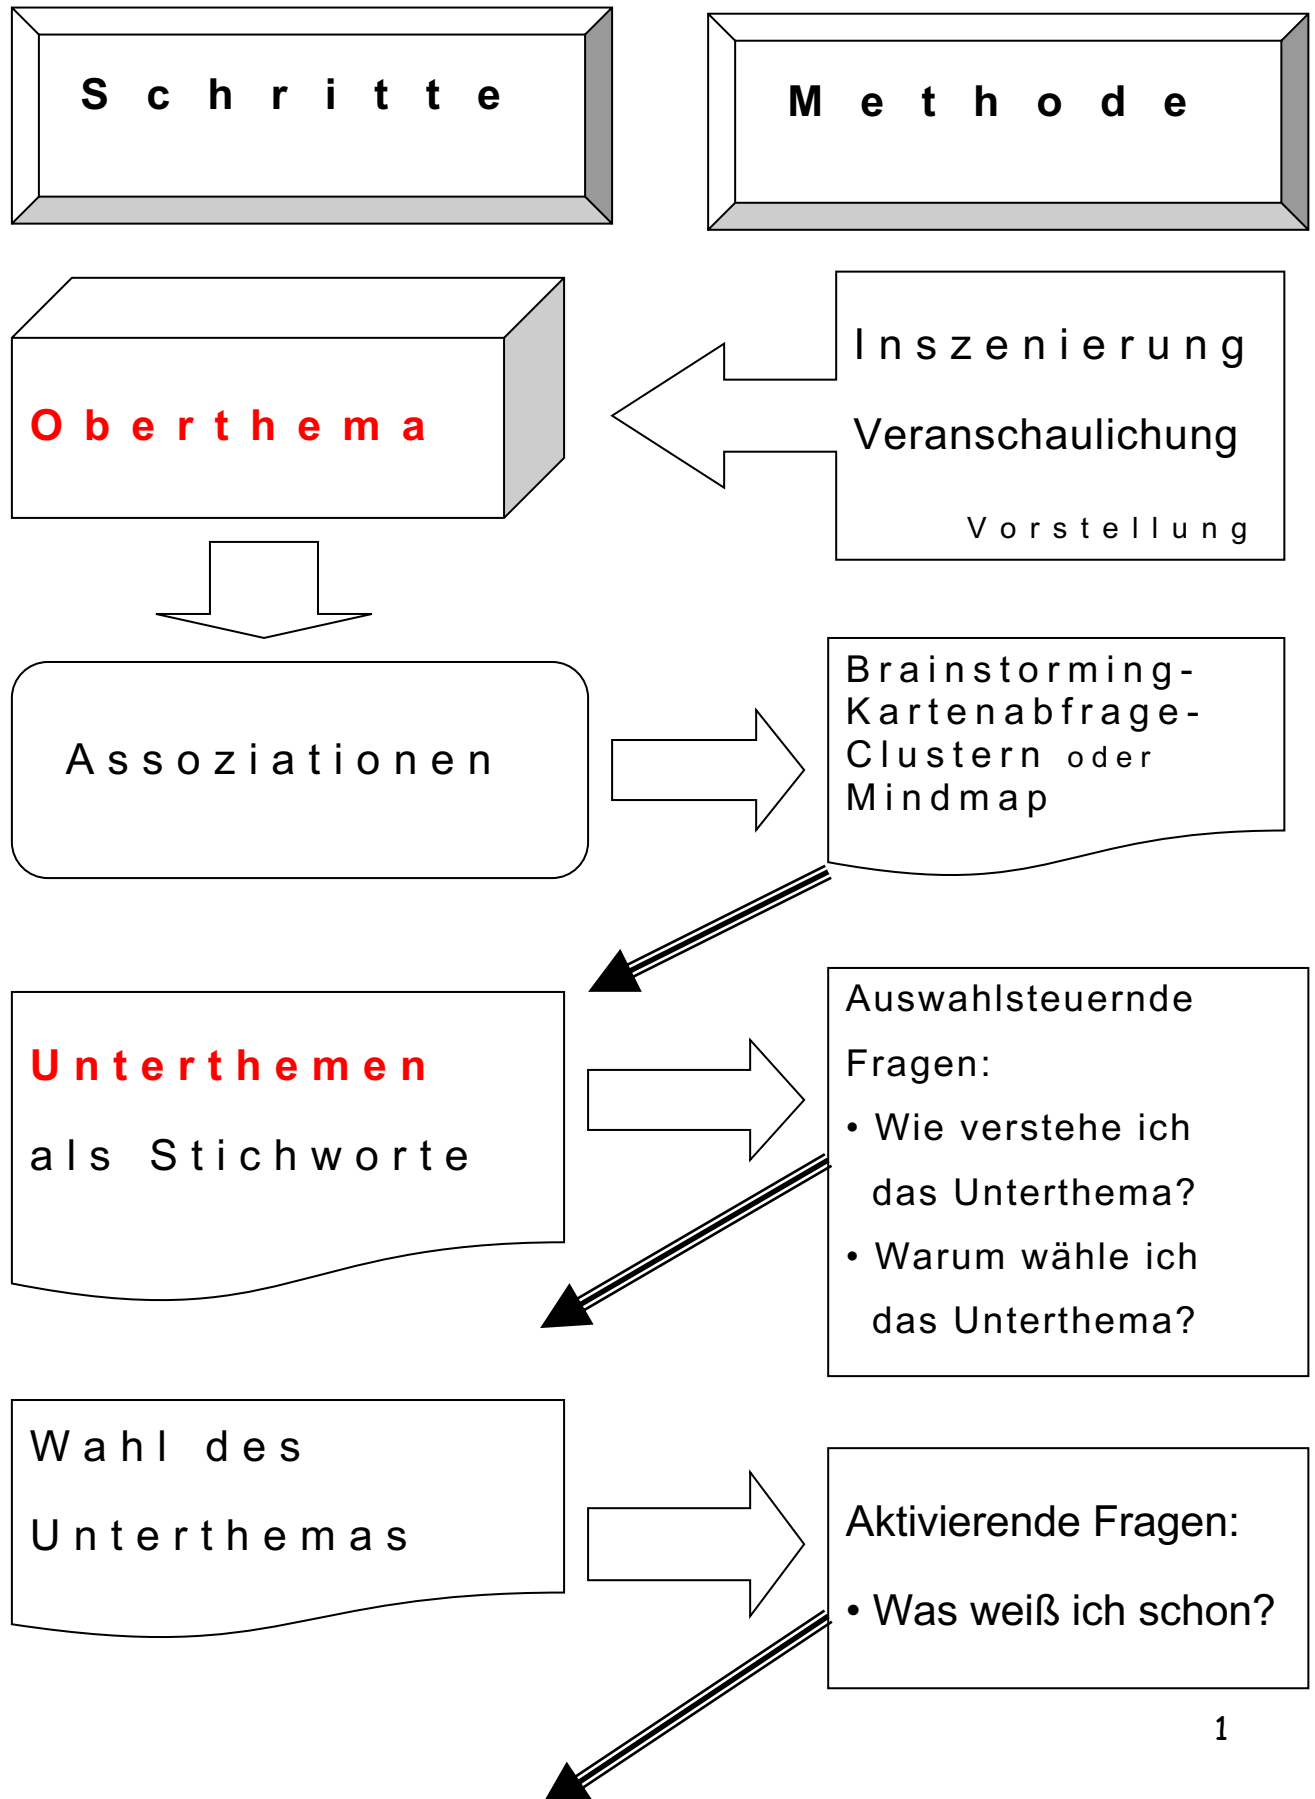 Schritte
Methode
Oberthema
Inszenierung
Veranschaulichung
Vorstellung
Assoziationen
Brainstorming-
Kartenabfrage-
Clustern oder
Mindmap
Unterthemen
als Stichworte
Auswahlsteuernde
Fragen:
• Wie verstehe ich
das Unterthema?
• Warum wähle ich
das Unterthema?
Wahl des
Unterthemas
Aktivierende Fragen:
• Was weiß ich schon?
1